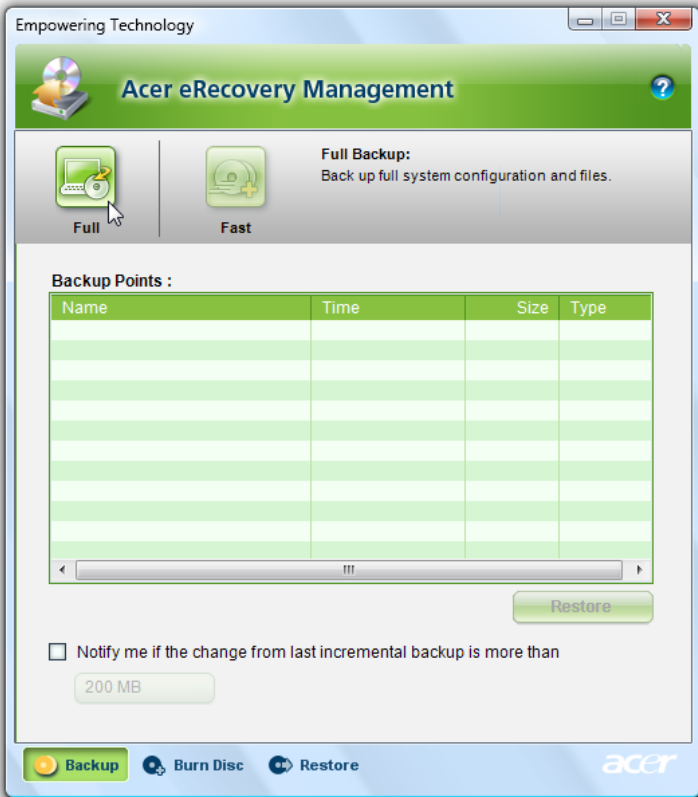 Empowering Technology
Acer eRecovery Management
?
Full
Fast
Full Backup:
Back up full system configuration and files.
Backup Points :
Name Time Size Type
Restore
Notify me if the change from last incremental backup is more than
200 MB
Backup Burn Disc Restore acer